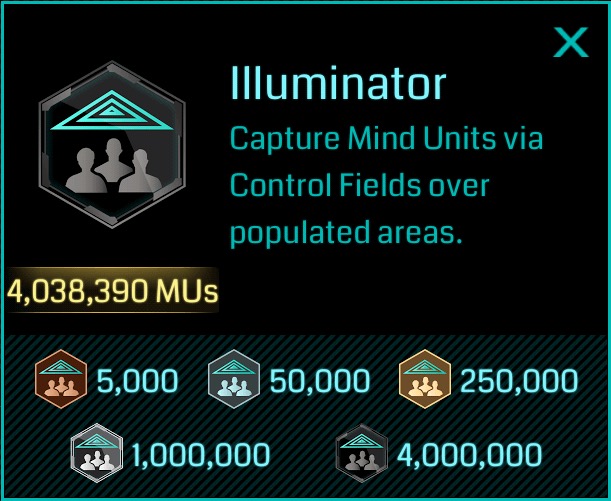 X
Illuminator
Capture Mind Units via
Control Fields over
populated areas.
4,038,390 MUs
5,000 50,000 250,000
1,000,000 4,000,000